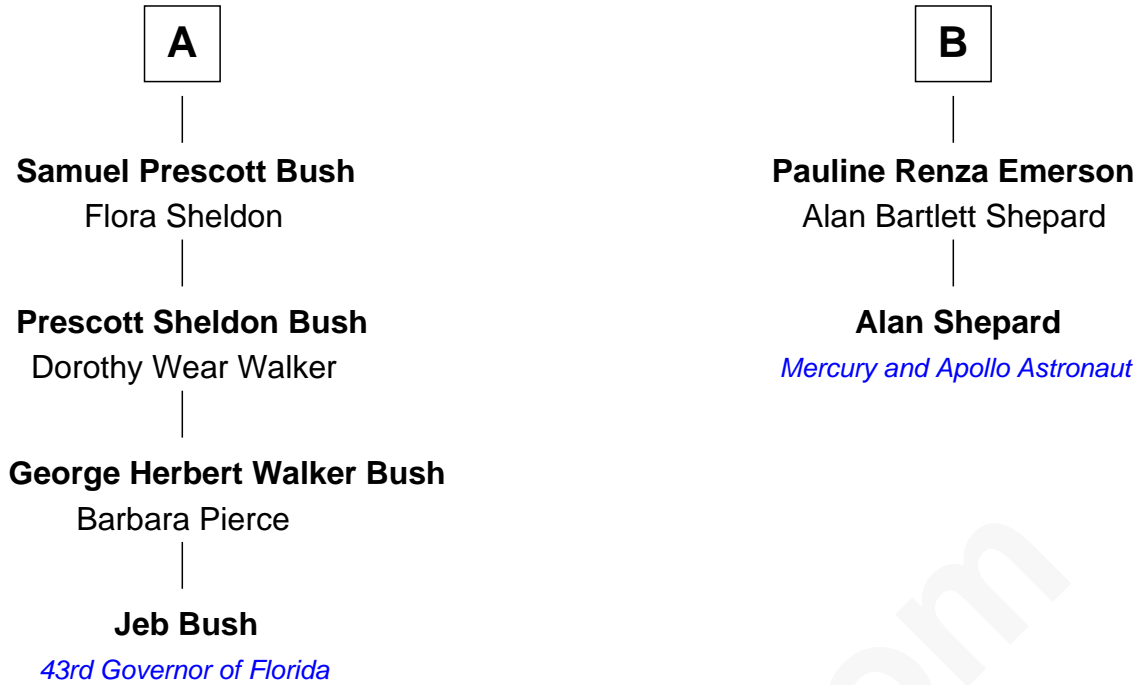 A
Samuel Prescott Bush
Flora Sheldon
Prescott Sheldon Bush
Dorothy Wear Walker
George Herbert Walker Bush
Barbara Pierce
Jeb Bush
43rd Governor of Florida
B
Pauline Renza Emerson
Alan Bartlett Shepard
Alan Shepard
Mercury and Apollo Astronaut
om